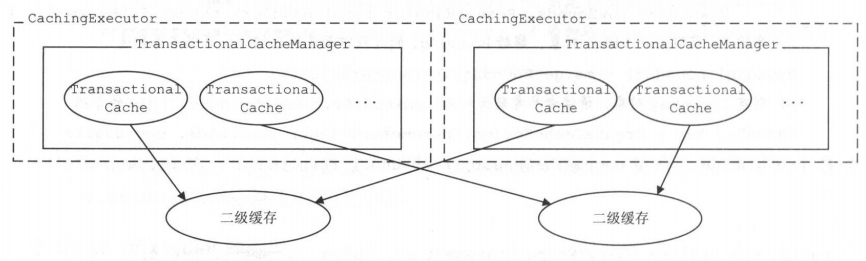 CachingExecutor
TransactionalCacheManager
Transactional
Cache
Transactional
Cache
...
CachingExecutor
TransactionalCacheManager
Transactional
Cache
Transactional
Cache
...
二级缓存
二级缓存